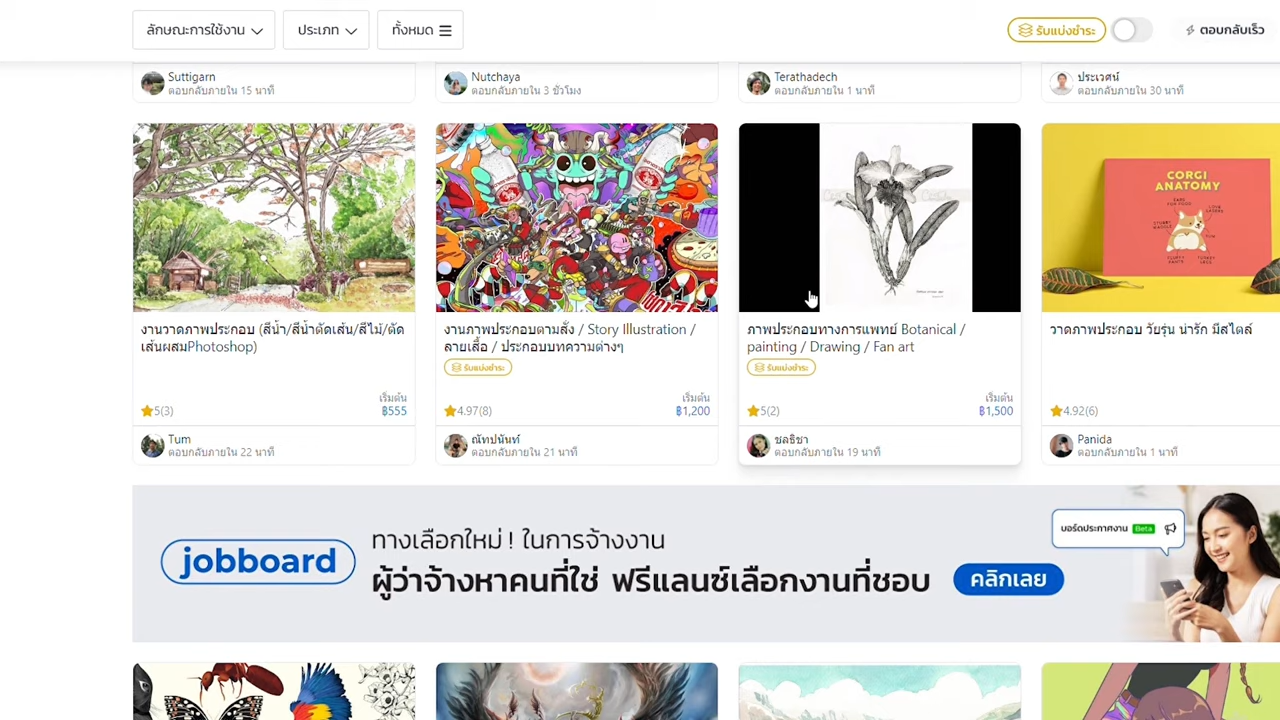 ลักษณะการใช้งาน
ประเภท
ทั้งหมด
รับแบ่งชำระ
ตอบกลับเร็ว
Suttigarn
ตอบกลับภายใน 15 นาที
Nutchaya
ตอบกลับภายใน 3 ชั่วโมง
Terathadech
ตอบกลับภายใน 1 นาที
ประเวศน์
ตอบกลับภายใน 30 นาที
CORGI
ANATOMY
งานวาดภาพประกอบ (สีน้ำ/สีน้ำตัดเส้น/สีไม้/ตัด
เส้นผสมPhotoshop)
เริ่มต้น
5(3)
฿555
Tum
ตอบกลับภายใน 22 นาที
งานภาพประกอบตามสั่ง / Story Illustration /
ลายเสื้อ / ประกอบบทความต่างๆ
รับแบ่งชำระ
เริ่มต้น
4.97(8)
฿1,200
ณัทปนันท์
ตอบกลับภายใน 21 นาที
ภาพประกอบทางการแพทย์ Botanical /
painting / Drawing / Fan art
รับแบ่งชำระ
เริ่มต้น
5(2)
฿1,500
ชลธิชา
ตอบกลับภายใน 19 นาที
วาดภาพประกอบ วัยรุ่น น่ารัก มีสไตล์
4.92(6)
Panida
ตอบกลับภายใน 1 นาที
jobboard
ทางเลือกใหม่ ! ในการจ้างงาน
ผู้ว่าจ้างหาคนที่ใช่ ฟรีแลนซ์เลือกงานที่ชอบ
คลิกเลย
บอร์ดประกาศงาน Beta